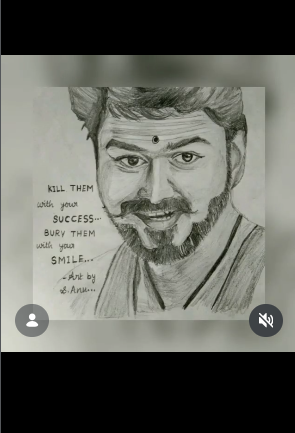 KILL THEM
with your
SUCCESS...
BURY THEM
with your
SMILE...
~Art by
S.Anu...